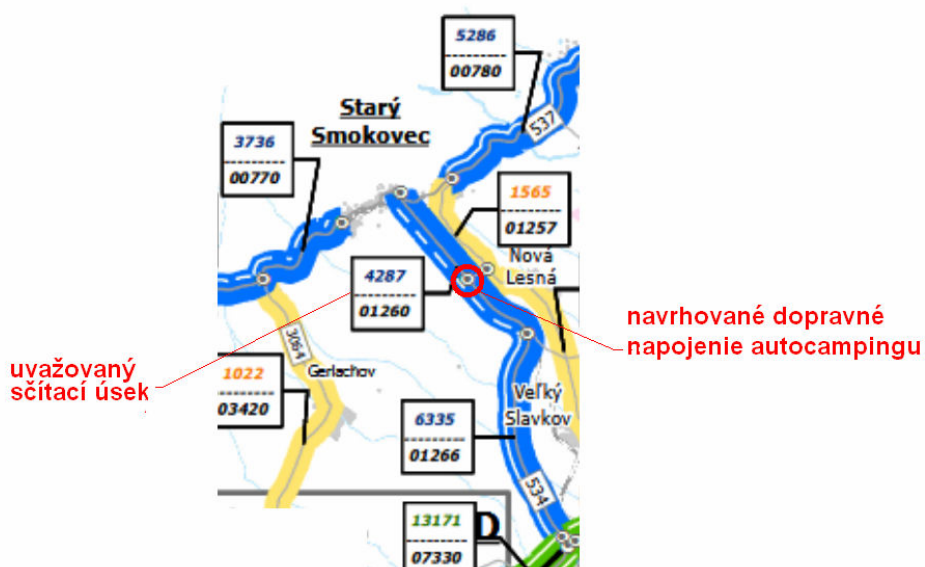 5286
00780
537
Starý
Smokovec
3736
00770
1565
01257
Nová
Lesná
4287
01260
navrhované dopravné
napojenie autocampingu
uvažovaný
sčítací úsek
3064
1022
03420
Gerlachov
Veľký
Slavkov
6335
01266
534
13171
07330
D